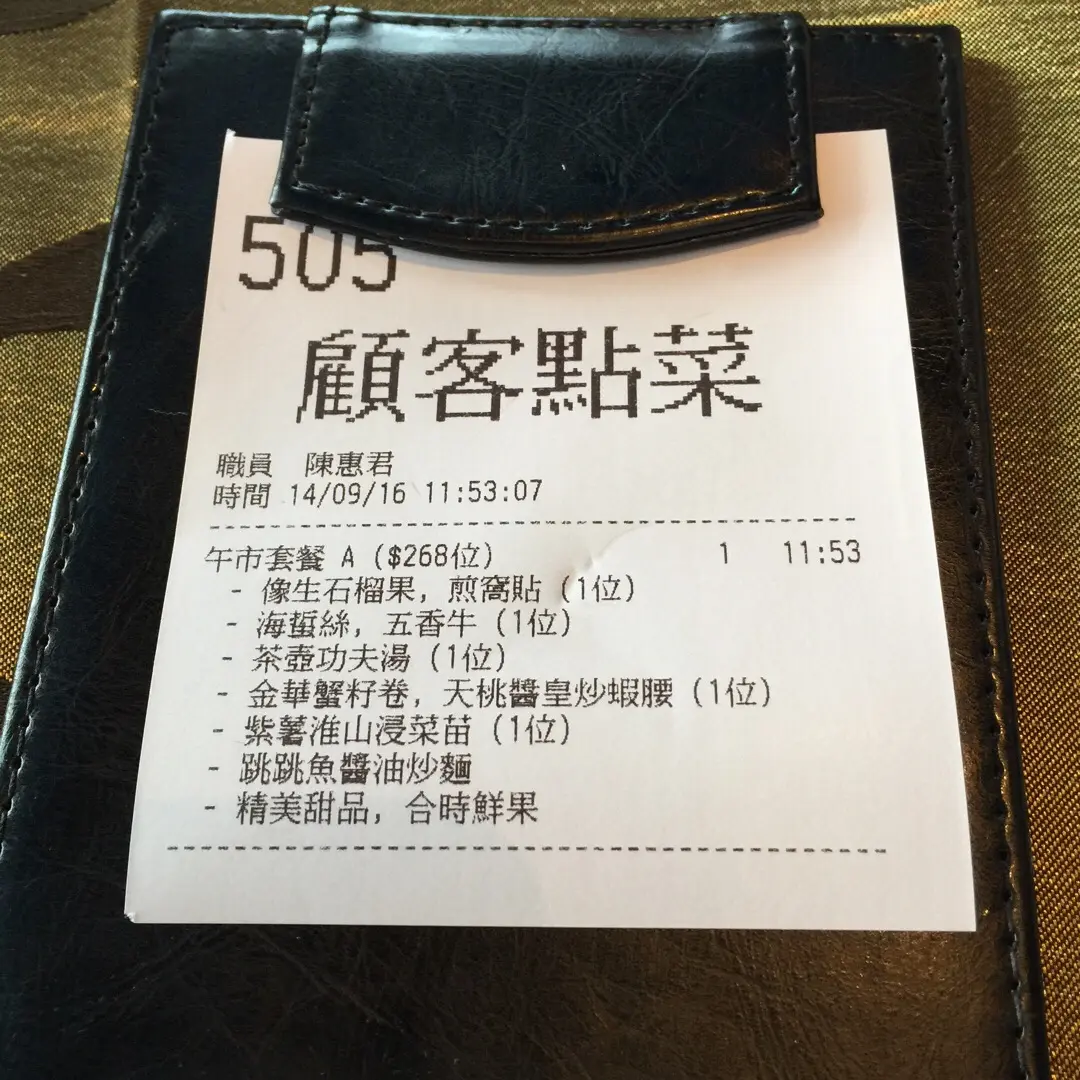 505
顧客點菜
職員 陳惠君
時間 14/09/16 11:53:07
午市套餐 A ($268位) 1 11:53
- 像生石榴果, 煎窩貼 (1位)
- 海蜇絲, 五香牛 (1位)
- 茶壺功夫湯 (1位)
- 金華蟹籽卷, 天桃醬皇炒蝦腰 (1位)
- 紫薯淮山浸菜苗 (1位)
- 跳跳魚醬油炒麵
- 精美甜品, 合時鮮果